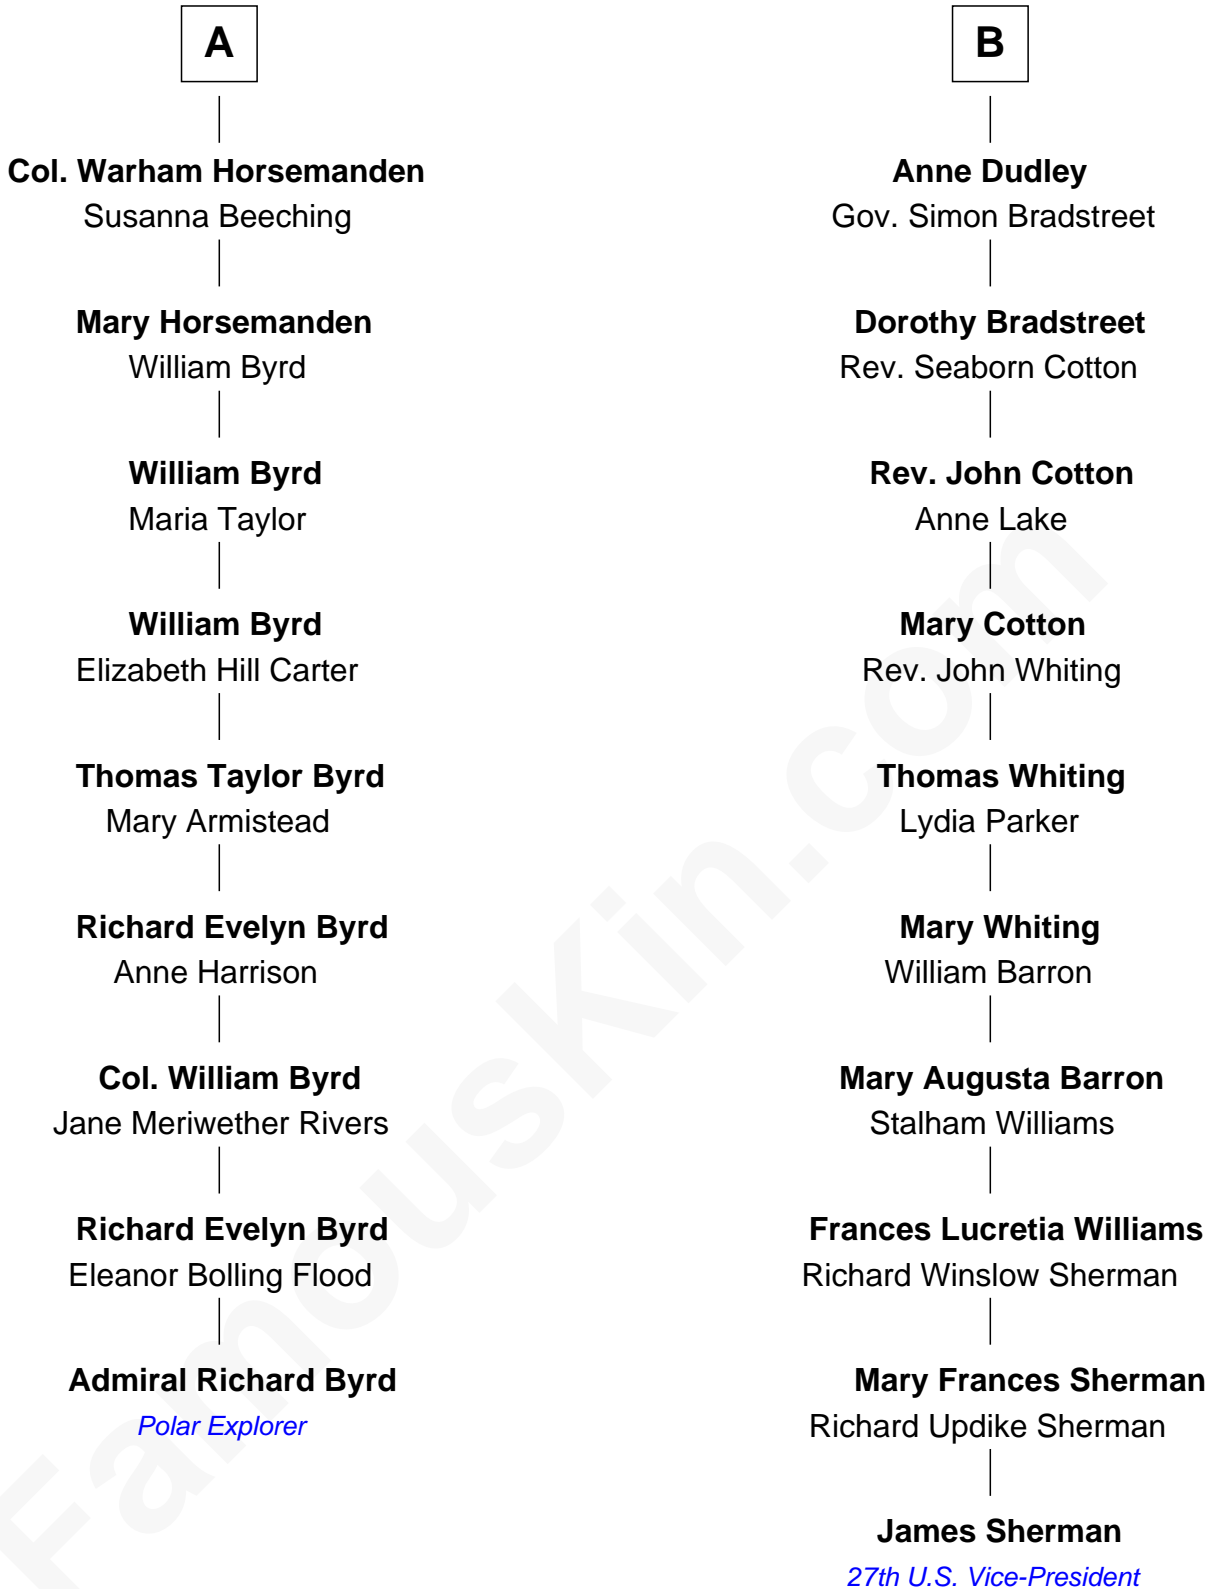 A
Col. Warham Horsemanden
Susanna Beeching
Mary Horsemanden
William Byrd
William Byrd
Maria Taylor
William Byrd
Elizabeth Hill Carter
Thomas Taylor Byrd
Mary Armistead
Richard Evelyn Byrd
Anne Harrison
Col. William Byrd
Jane Meriwether Rivers
Richard Evelyn Byrd
Eleanor Bolling Flood
Admiral Richard Byrd
Polar Explorer
B
Anne Dudley
Gov. Simon Bradstreet
Dorothy Bradstreet
Rev. Seaborn Cotton
Rev. John Cotton
Anne Lake
Mary Cotton
Rev. John Whiting
Thomas Whiting
Lydia Parker
Mary Whiting
William Barron
Mary Augusta Barron
Stalham Williams
Frances Lucretia Williams
Richard Winslow Sherman
Mary Frances Sherman
Richard Updike Sherman
James Sherman
27th U.S. Vice-President
FamousKin.com